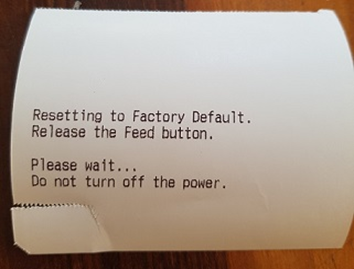 Resetting to Factory Default.
Release the Feed button.
Please wait...
Do not turn off the power.